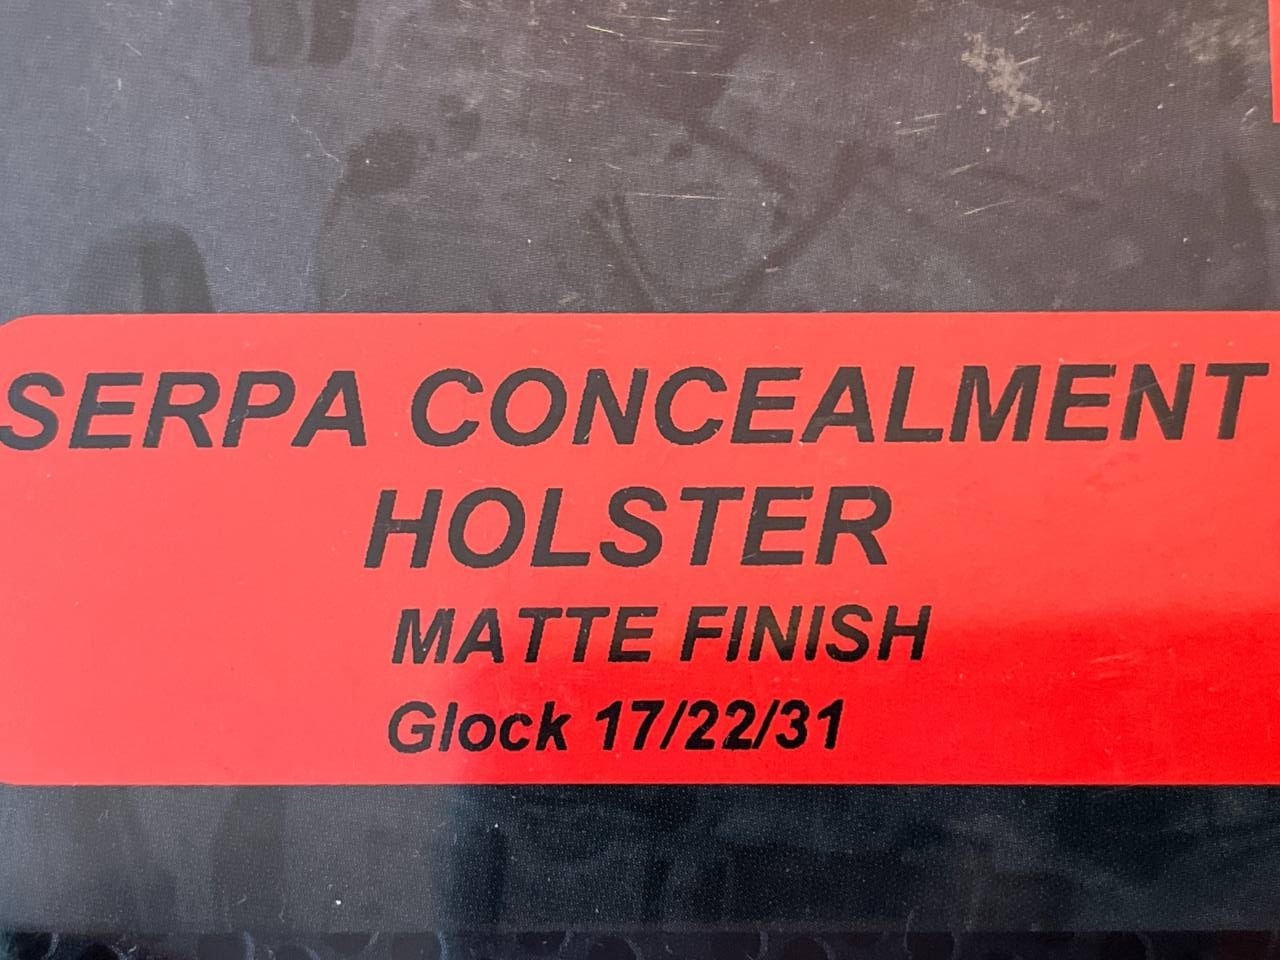 SERPA CONCEALMENT
HOLSTER
MATTE FINISH
Glock 17/22/31